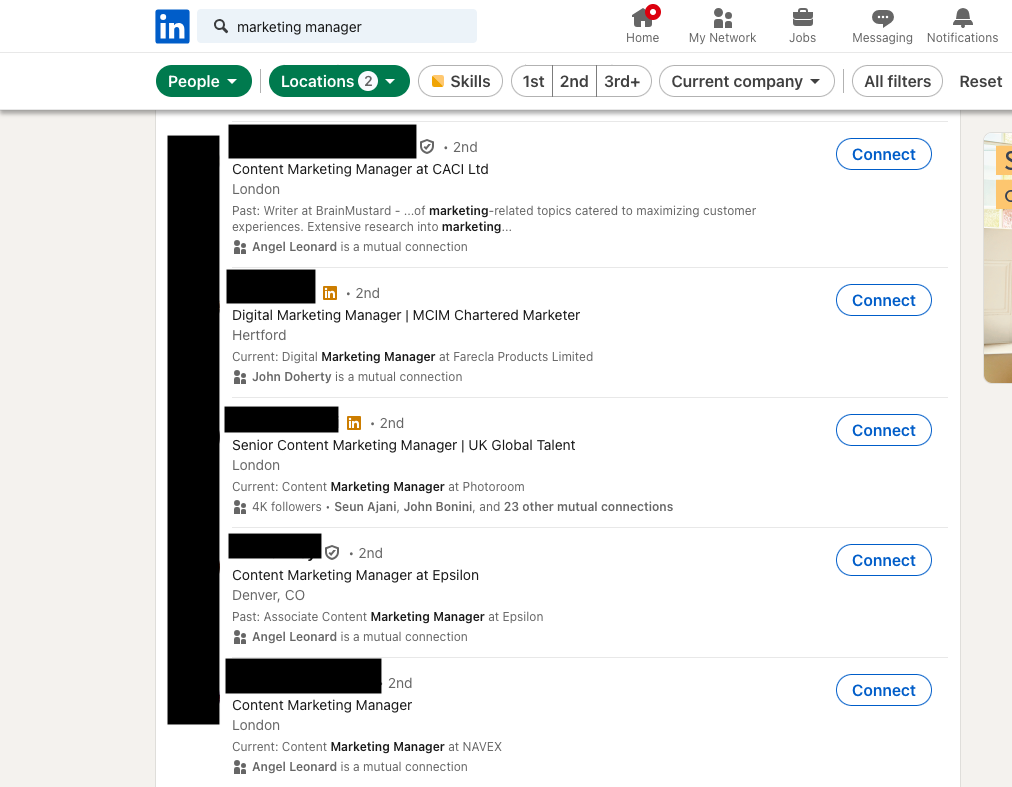 in
marketing manager
Home
My Network
Jobs
Messaging
Notifications
People
Locations 2
Skills
1st
2nd
3rd+
Current company
All filters
Reset
• 2nd
Connect
Content Marketing Manager at CACI Ltd
London
Past: Writer at BrainMustard - ...of marketing-related topics catered to maximizing customer
experiences. Extensive research into marketing...
Angel Leonard is a mutual connection
in • 2nd
Connect
Digital Marketing Manager | MCIM Chartered Marketer
Hertford
Current: Digital Marketing Manager at Farecla Products Limited
John Doherty is a mutual connection
in • 2nd
Connect
Senior Content Marketing Manager | UK Global Talent
London
Current: Content Marketing Manager at Photoroom
4K followers • Seun Ajani, John Bonini, and 23 other mutual connections
• 2nd
Connect
Content Marketing Manager at Epsilon
Denver, CO
Past: Associate Content Marketing Manager at Epsilon
Angel Leonard is a mutual connection
2nd
Connect
Content Marketing Manager
London
Current: Content Marketing Manager at NAVEX
Angel Leonard is a mutual connection